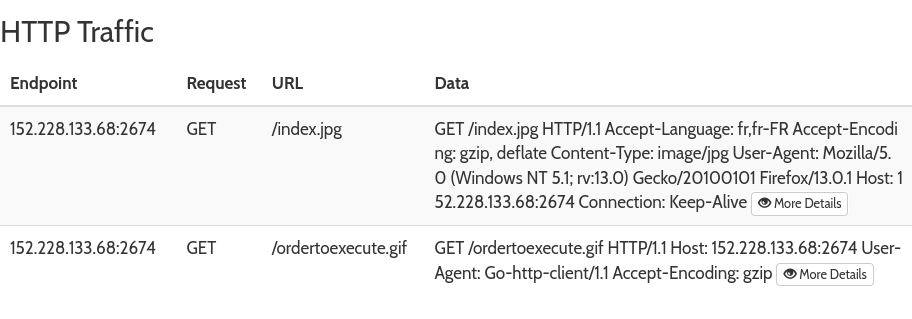 HTTP Traffic
Endpoint Request URL Data
152.228.133.68:2674 GET /index.jpg GET /index.jpg HTTP/1.1 Accept-Language: fr,fr-FR Accept-Encodi
ng: gzip, deflate Content-Type: image/jpg User-Agent: Mozilla/5.
0 (Windows NT 5.1; rv:13.0) Gecko/20100101 Firefox/13.0.1 Host: 1
52.228.133.68:2674 Connection: Keep-Alive More Details
152.228.133.68:2674 GET /ordertoexecute.gif GET /ordertoexecute.gif HTTP/1.1 Host: 152.228.133.68:2674 User-
Agent: Go-http-client/1.1 Accept-Encoding: gzip More Details